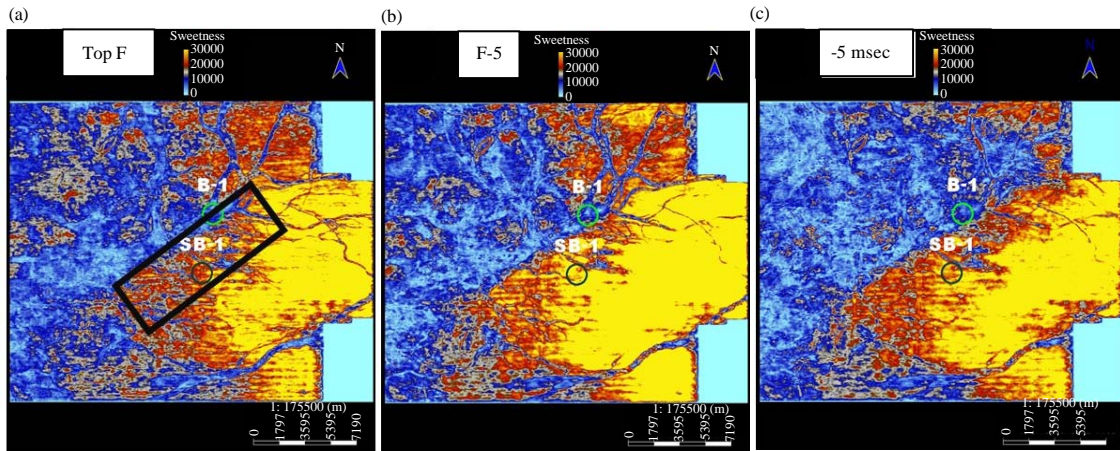 (a)
Top F
Sweetness
30000
20000
10000
0
N
B-1
SB-1
1: 175500 (m)
0
1797
3595
5395
7190
(b)
F-5
Sweetness
30000
20000
10000
0
N
B-1
SB-1
1: 175500 (m)
0
1797
3595
5395
7190
(c)
-5 msec
Sweetness
30000
20000
10000
0
N
B-1
SB-1
1: 175500 (m)
0
1797
3595
5395